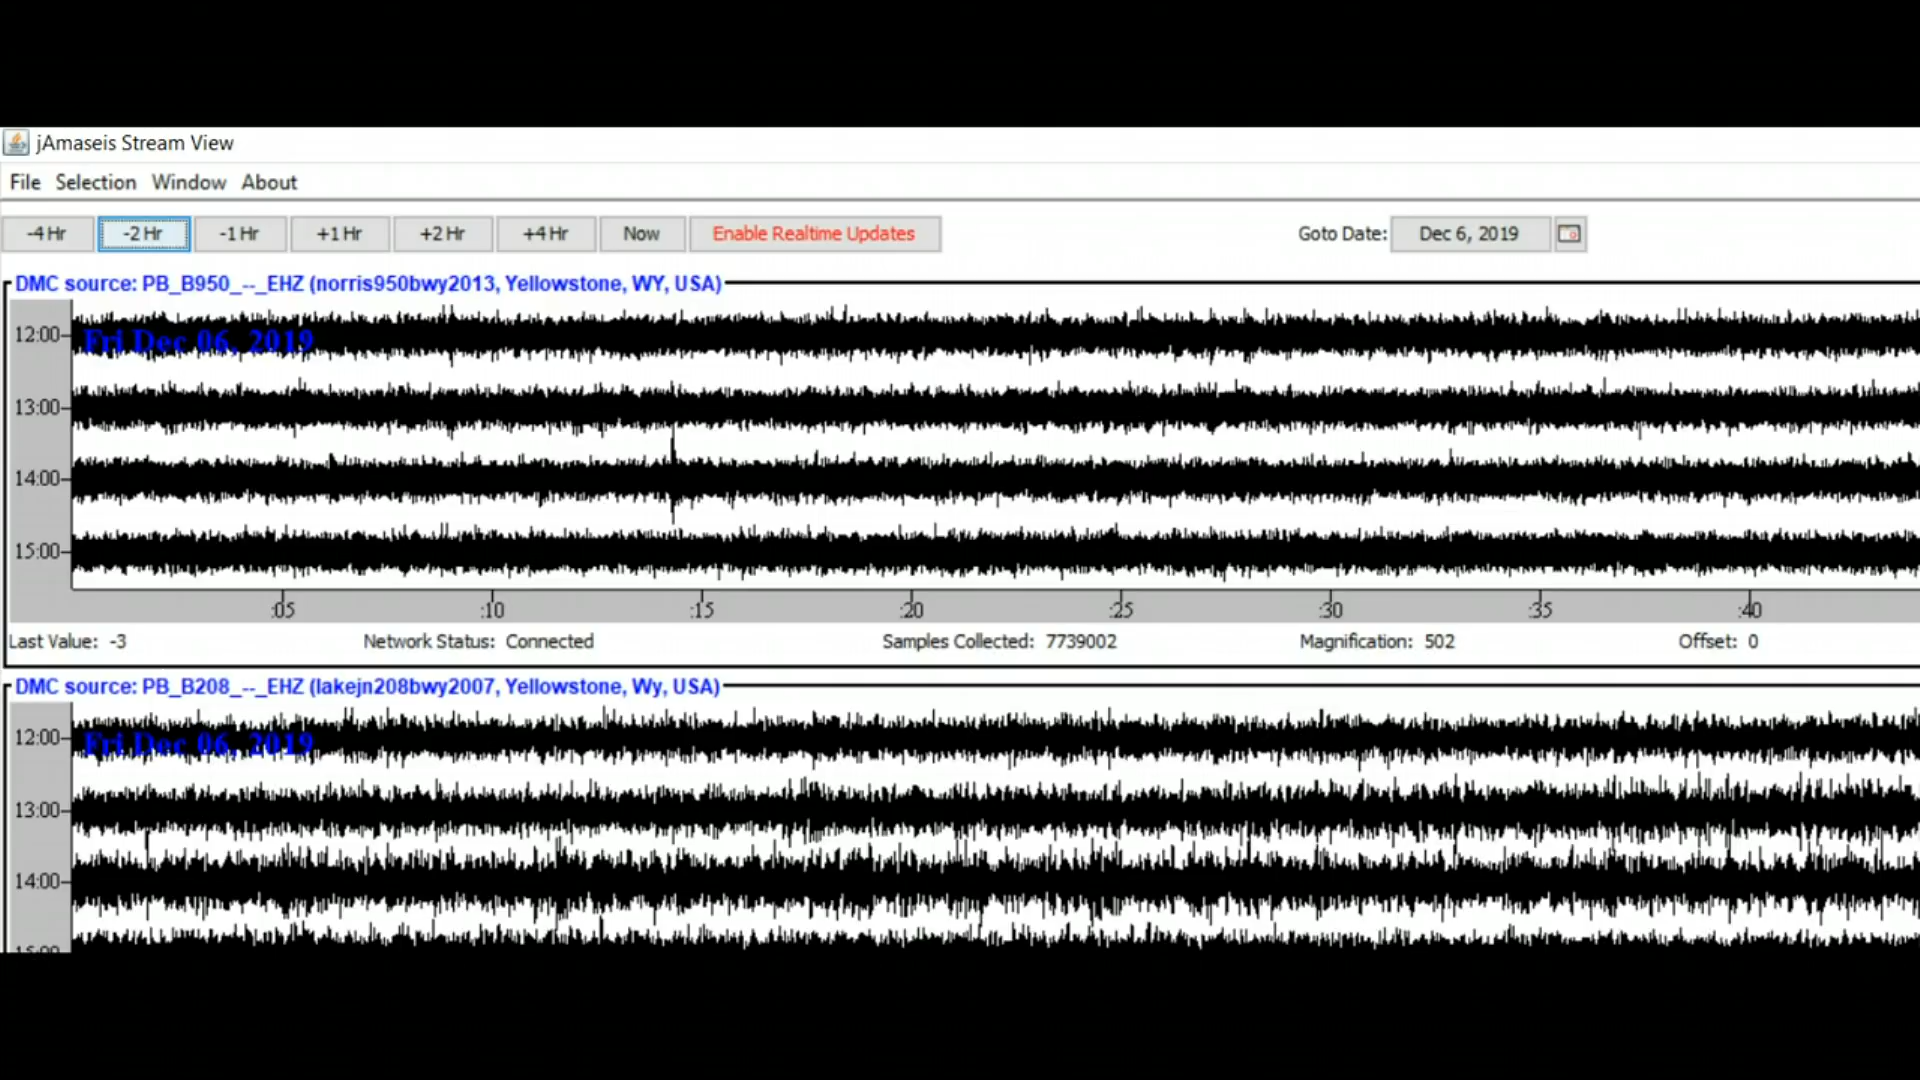 jAmaseis Stream View
File Selection Window About
-4 Hr -2 Hr -1 Hr +1 Hr +2 Hr +4 Hr Now Enable Realtime Updates Goto Date: Dec 6, 2019
DMC source: PB_B950_--_EHZ (norris950bwy2013, Yellowstone, WY, USA)
12:00
Fri Dec 06, 2019
13:00
14:00
15:00
:05 :10 :15 :20 :25 :30 :35 :40
Last Value: -3 Network Status: Connected Samples Collected: 7739002 Magnification: 502 Offset: 0
DMC source: PB_B208_--_EHZ (lakejn208bwy2007, Yellowstone, Wy, USA)
12:00
Fri Dec 06, 2019
13:00
14:00
15:00